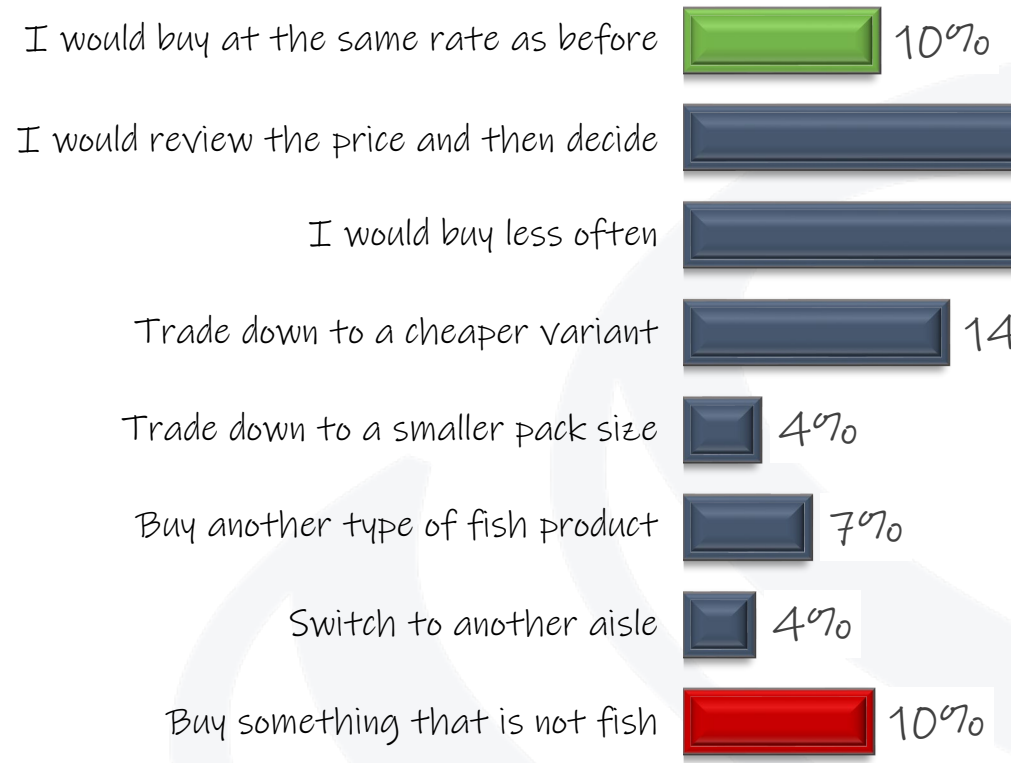 I would buy at the same rate as before 10%
I would review the price and then decide
I would buy less often
Trade down to a cheaper variant 14
Trade down to a smaller pack size 4%
Buy another type of fish product 7%
Switch to another aisle 4%
Buy something that is not fish 10%